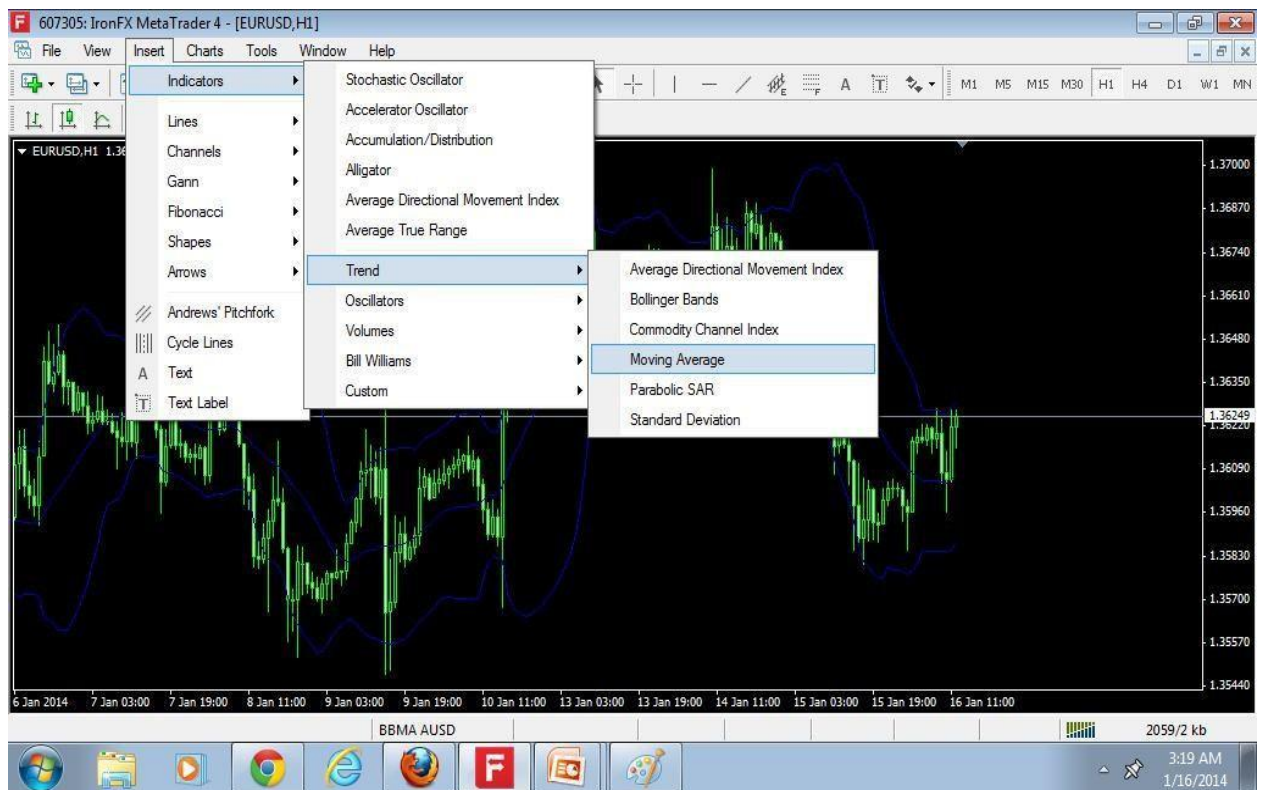 607305: IronFX MetaTrader 4 - [EURUSD,H1]
File View Insert Charts Tools Window Help
A T M1 M5 M15 M30 H1 H4 D1 W1 MN
Indicators
Lines
Channels
Gann
Fibonacci
Shapes
Arrows
Andrews' Pitchfork
Cycle Lines
A Text
T Text Label
Stochastic Oscillator
Accelerator Oscillator
Accumulation/Distribution
Alligator
Average Directional Movement Index
Average True Range
Trend
Oscillators
Volumes
Bill Williams
Custom
Average Directional Movement Index
Bollinger Bands
Commodity Channel Index
Moving Average
Parabolic SAR
Standard Deviation
EURUSD,H1 1.36
1.37000
1.36870
1.36740
1.36610
1.36480
1.36350
1.36249
1.36220
1.36090
1.35960
1.35830
1.35700
1.35570
1.35440
6 Jan 2014 7 Jan 03:00 7 Jan 19:00 8 Jan 11:00 9 Jan 03:00 9 Jan 19:00 10 Jan 11:00 13 Jan 03:00 13 Jan 19:00 14 Jan 11:00 15 Jan 03:00 15 Jan 19:00 16 Jan 11:00
BBMA AUSD 2059/2 kb
3:19 AM
1/16/2014